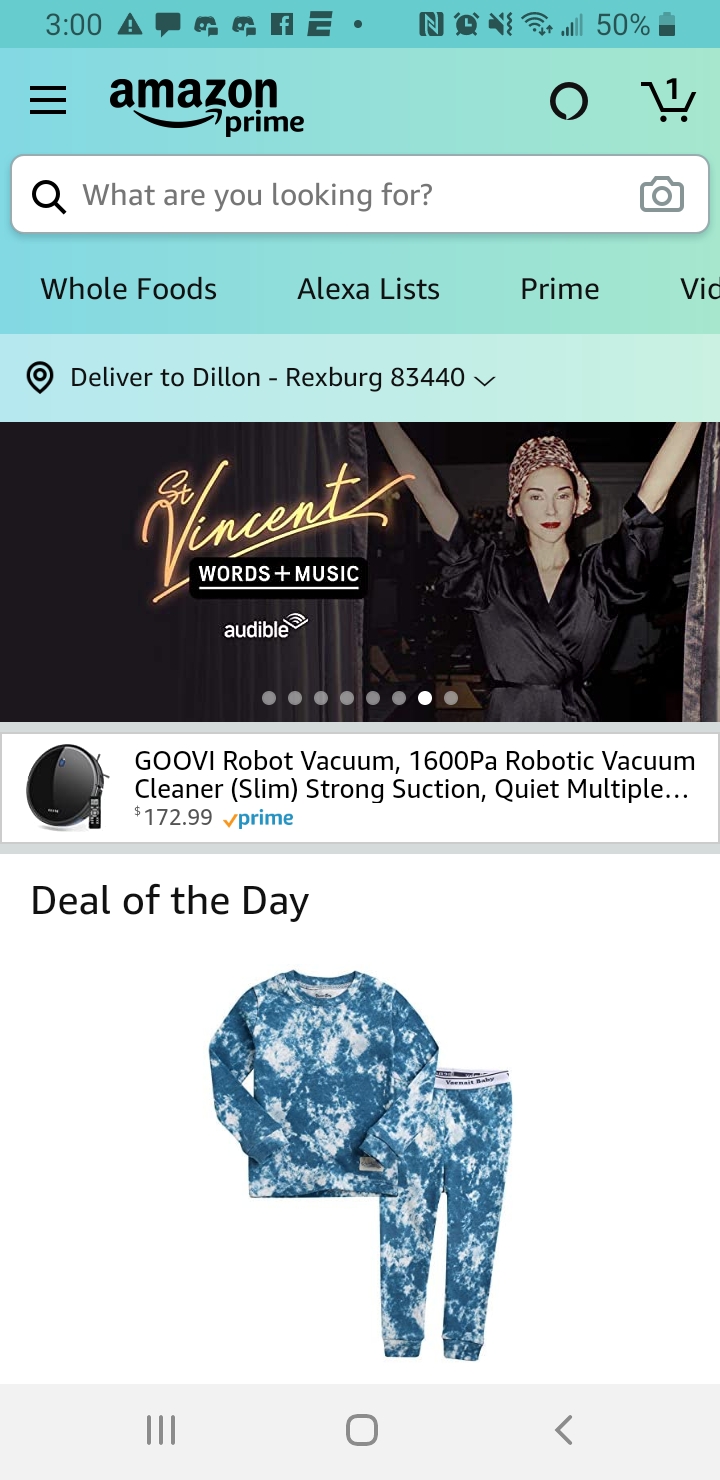 3:00
50%
amazon
prime
1
What are you looking for?
Whole Foods Alexa Lists Prime Vid
Deliver to Dillon - Rexburg 83440
St
Vincent
WORDS+MUSIC
audible
GOOVI Robot Vacuum, 1600Pa Robotic Vacuum
Cleaner (Slim) Strong Suction, Quiet Multiple...
$172.99 prime
Deal of the Day
Vaenait Baby